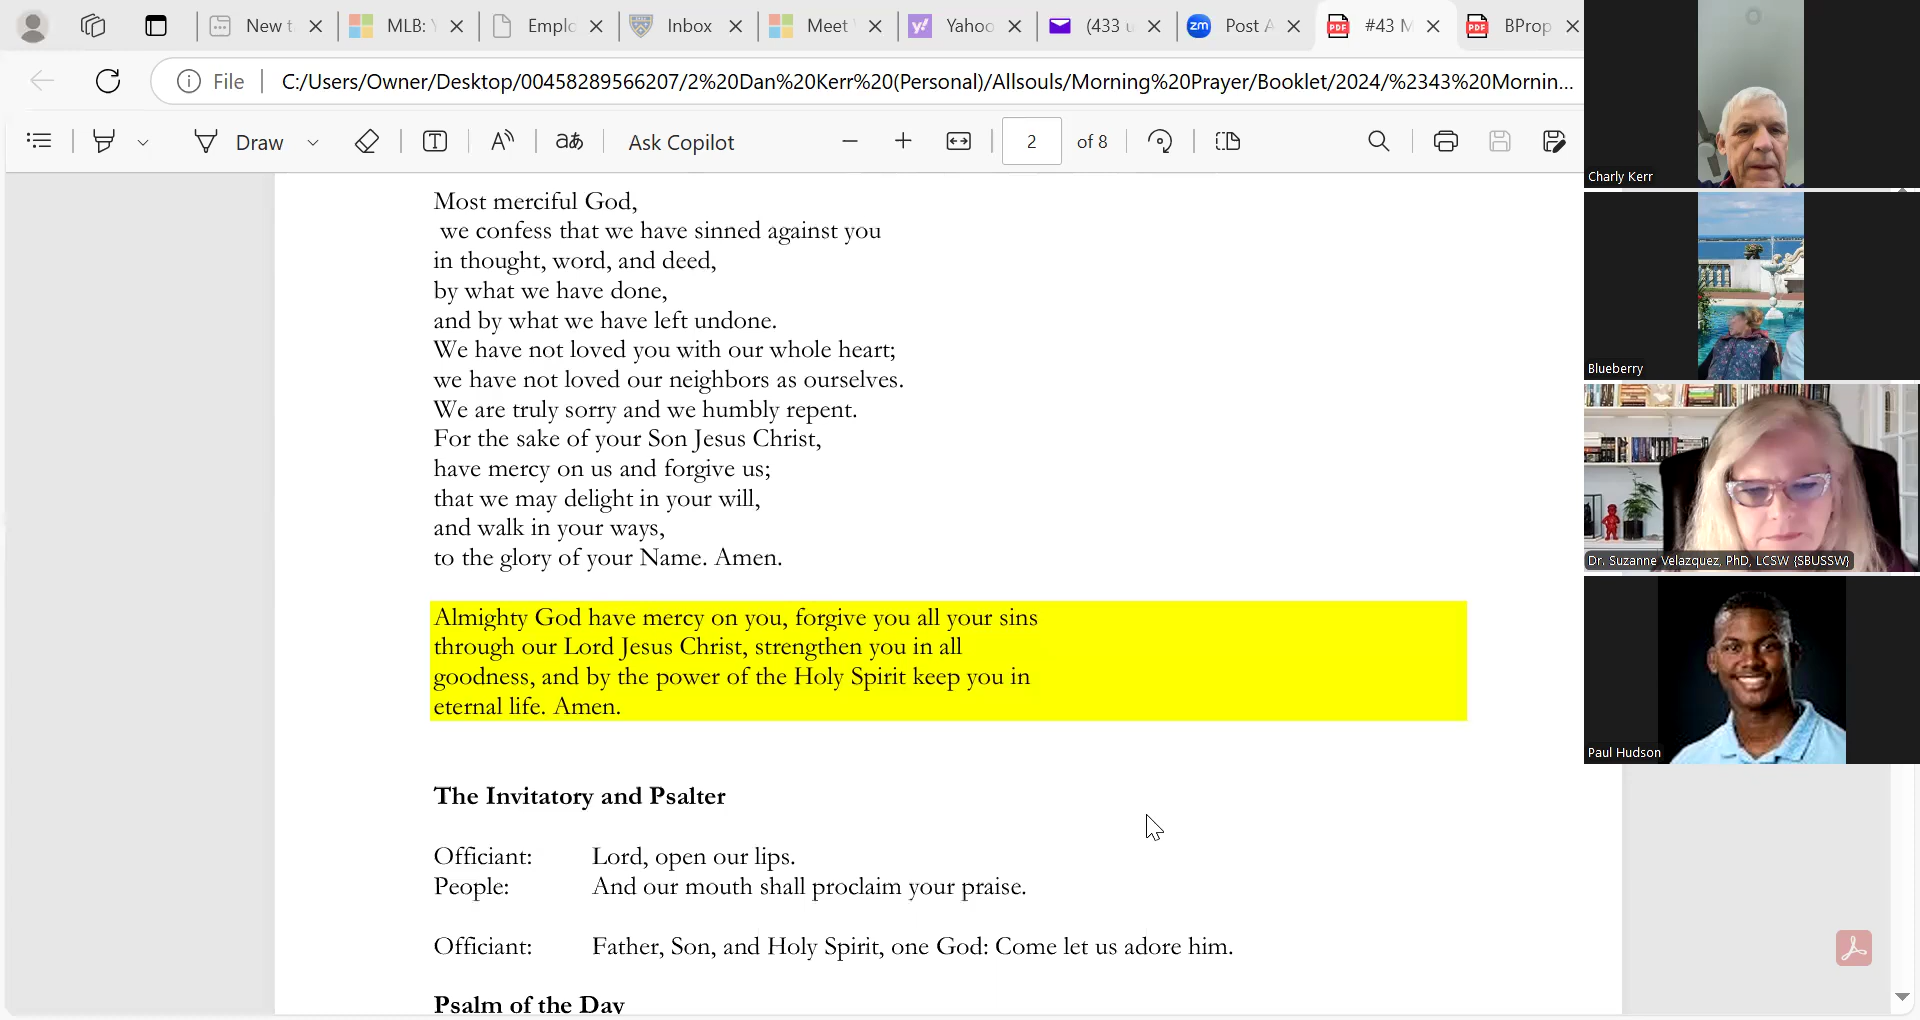 New t
MLB: Y
Emplo
Inbox
Meet
Yahoo
(433 u
zm
Post A
PDF
#43 M
PDF
BProp
File
C:/Users/Owner/Desktop/00458289566207/2%20Dan%20Kerr%20(Personal)/Allsouls/Morning%20Prayer/Booklet/2024/%2343%20Mornin...
Draw
Ask Copilot
2 of 8
Most merciful God,
we confess that we have sinned against you
in thought, word, and deed,
by what we have done,
and by what we have left undone.
We have not loved you with our whole heart;
we have not loved our neighbors as ourselves.
We are truly sorry and we humbly repent.
For the sake of your Son Jesus Christ,
have mercy on us and forgive us;
that we may delight in your will,
and walk in your ways,
to the glory of your Name. Amen.
Almighty God have mercy on you, forgive you all your sins
through our Lord Jesus Christ, strengthen you in all
goodness, and by the power of the Holy Spirit keep you in
eternal life. Amen.
The Invitatory and Psalter
Officiant: Lord, open our lips.
People: And our mouth shall proclaim your praise.
Officiant: Father, Son, and Holy Spirit, one God: Come let us adore him.
Psalm of the Day
Charly Kerr
Blueberry
Dr. Suzanne Velazquez, PhD, LCSW {SBUSSW}
Paul Hudson